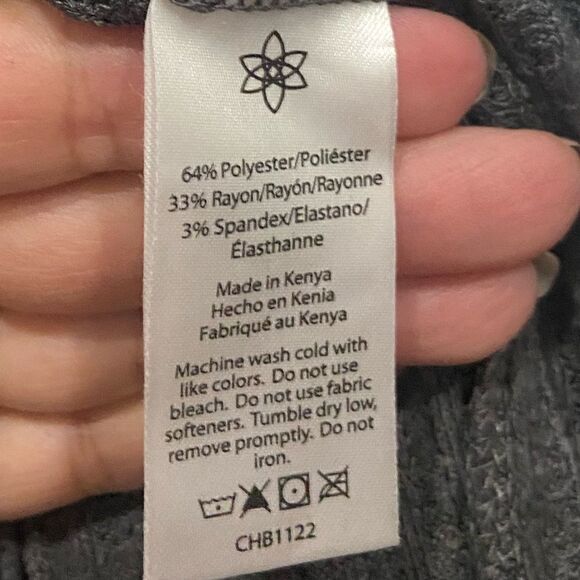 64% Polyester/Poliéster
33% Rayon/Rayón/Rayonne
3% Spandex/Elastano/
Élasthanne
Made in Kenya
Hecho en Kenia
Fabriqué au Kenya
Machine wash cold with
like colors. Do not use
bleach. Do not use fabric
softeners. Tumble dry low,
remove promptly. Do not
iron.
CHB1122